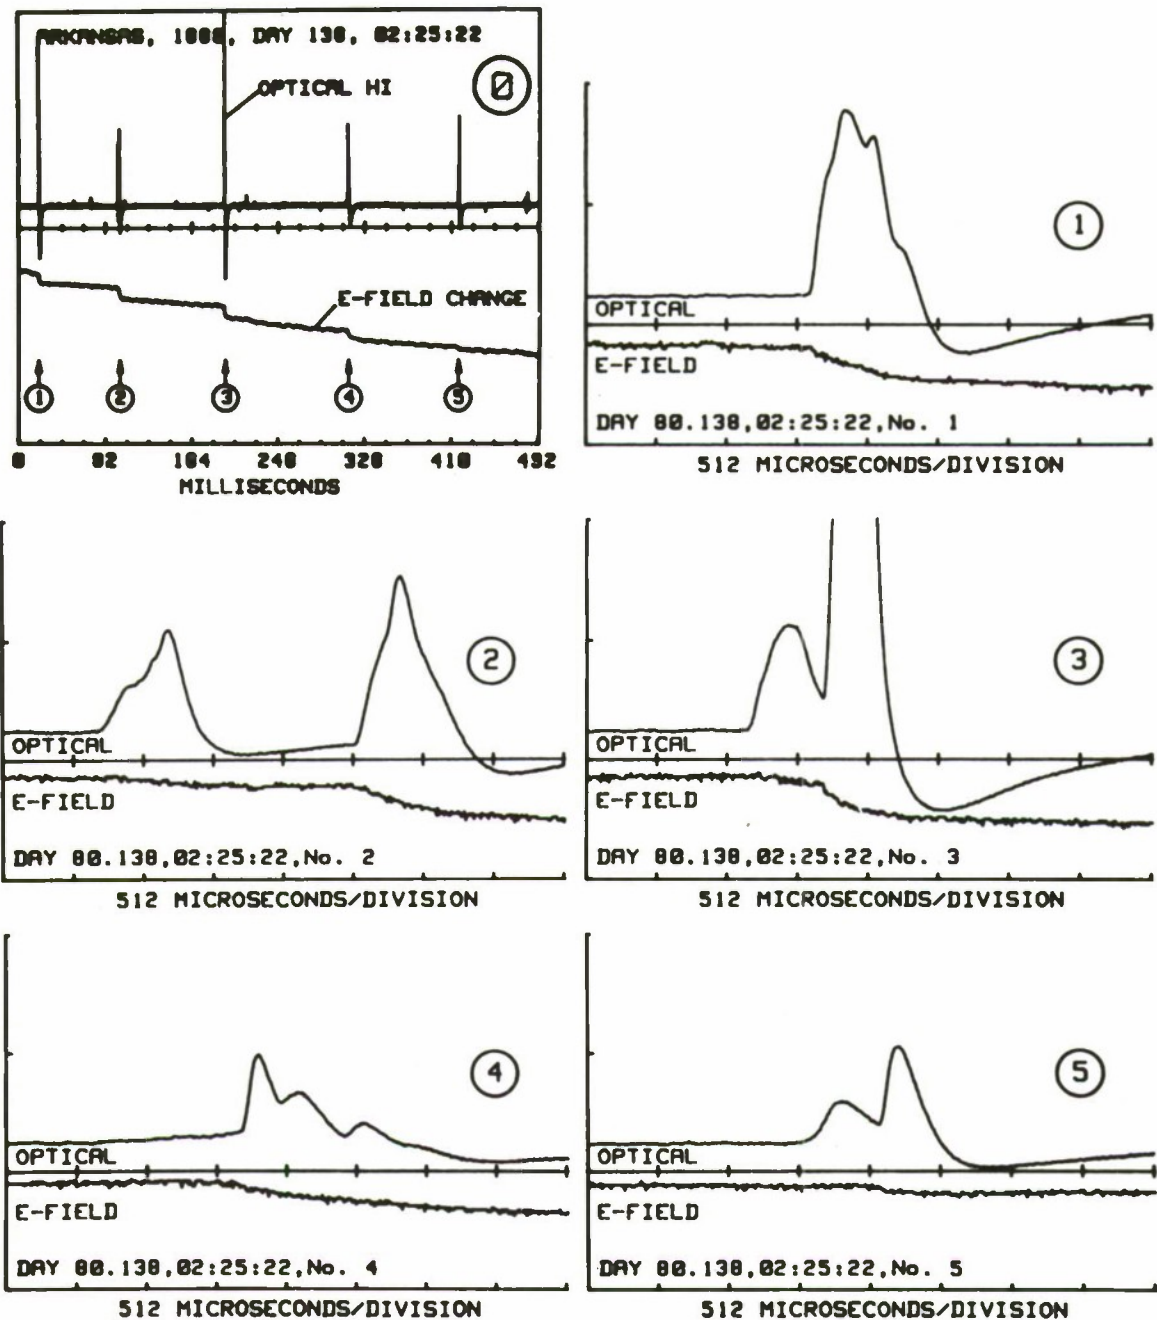 ARKANSAS, 1980, DAY 138, 02:25:22
0
OPTICAL HI
E-FIELD CHANGE
1 2 3 4 5
0 82 164 246 328 410 492
MILLISECONDS
1
OPTICAL
E-FIELD
DAY 80.138,02:25:22,No. 1
512 MICROSECONDS/DIVISION
2
OPTICAL
E-FIELD
DAY 80.138,02:25:22,No. 2
512 MICROSECONDS/DIVISION
3
OPTICAL
E-FIELD
DAY 80.138,02:25:22,No. 3
512 MICROSECONDS/DIVISION
4
OPTICAL
E-FIELD
DAY 80.138,02:25:22,No. 4
512 MICROSECONDS/DIVISION
5
OPTICAL
E-FIELD
DAY 80.138,02:25:22,No. 5
512 MICROSECONDS/DIVISION